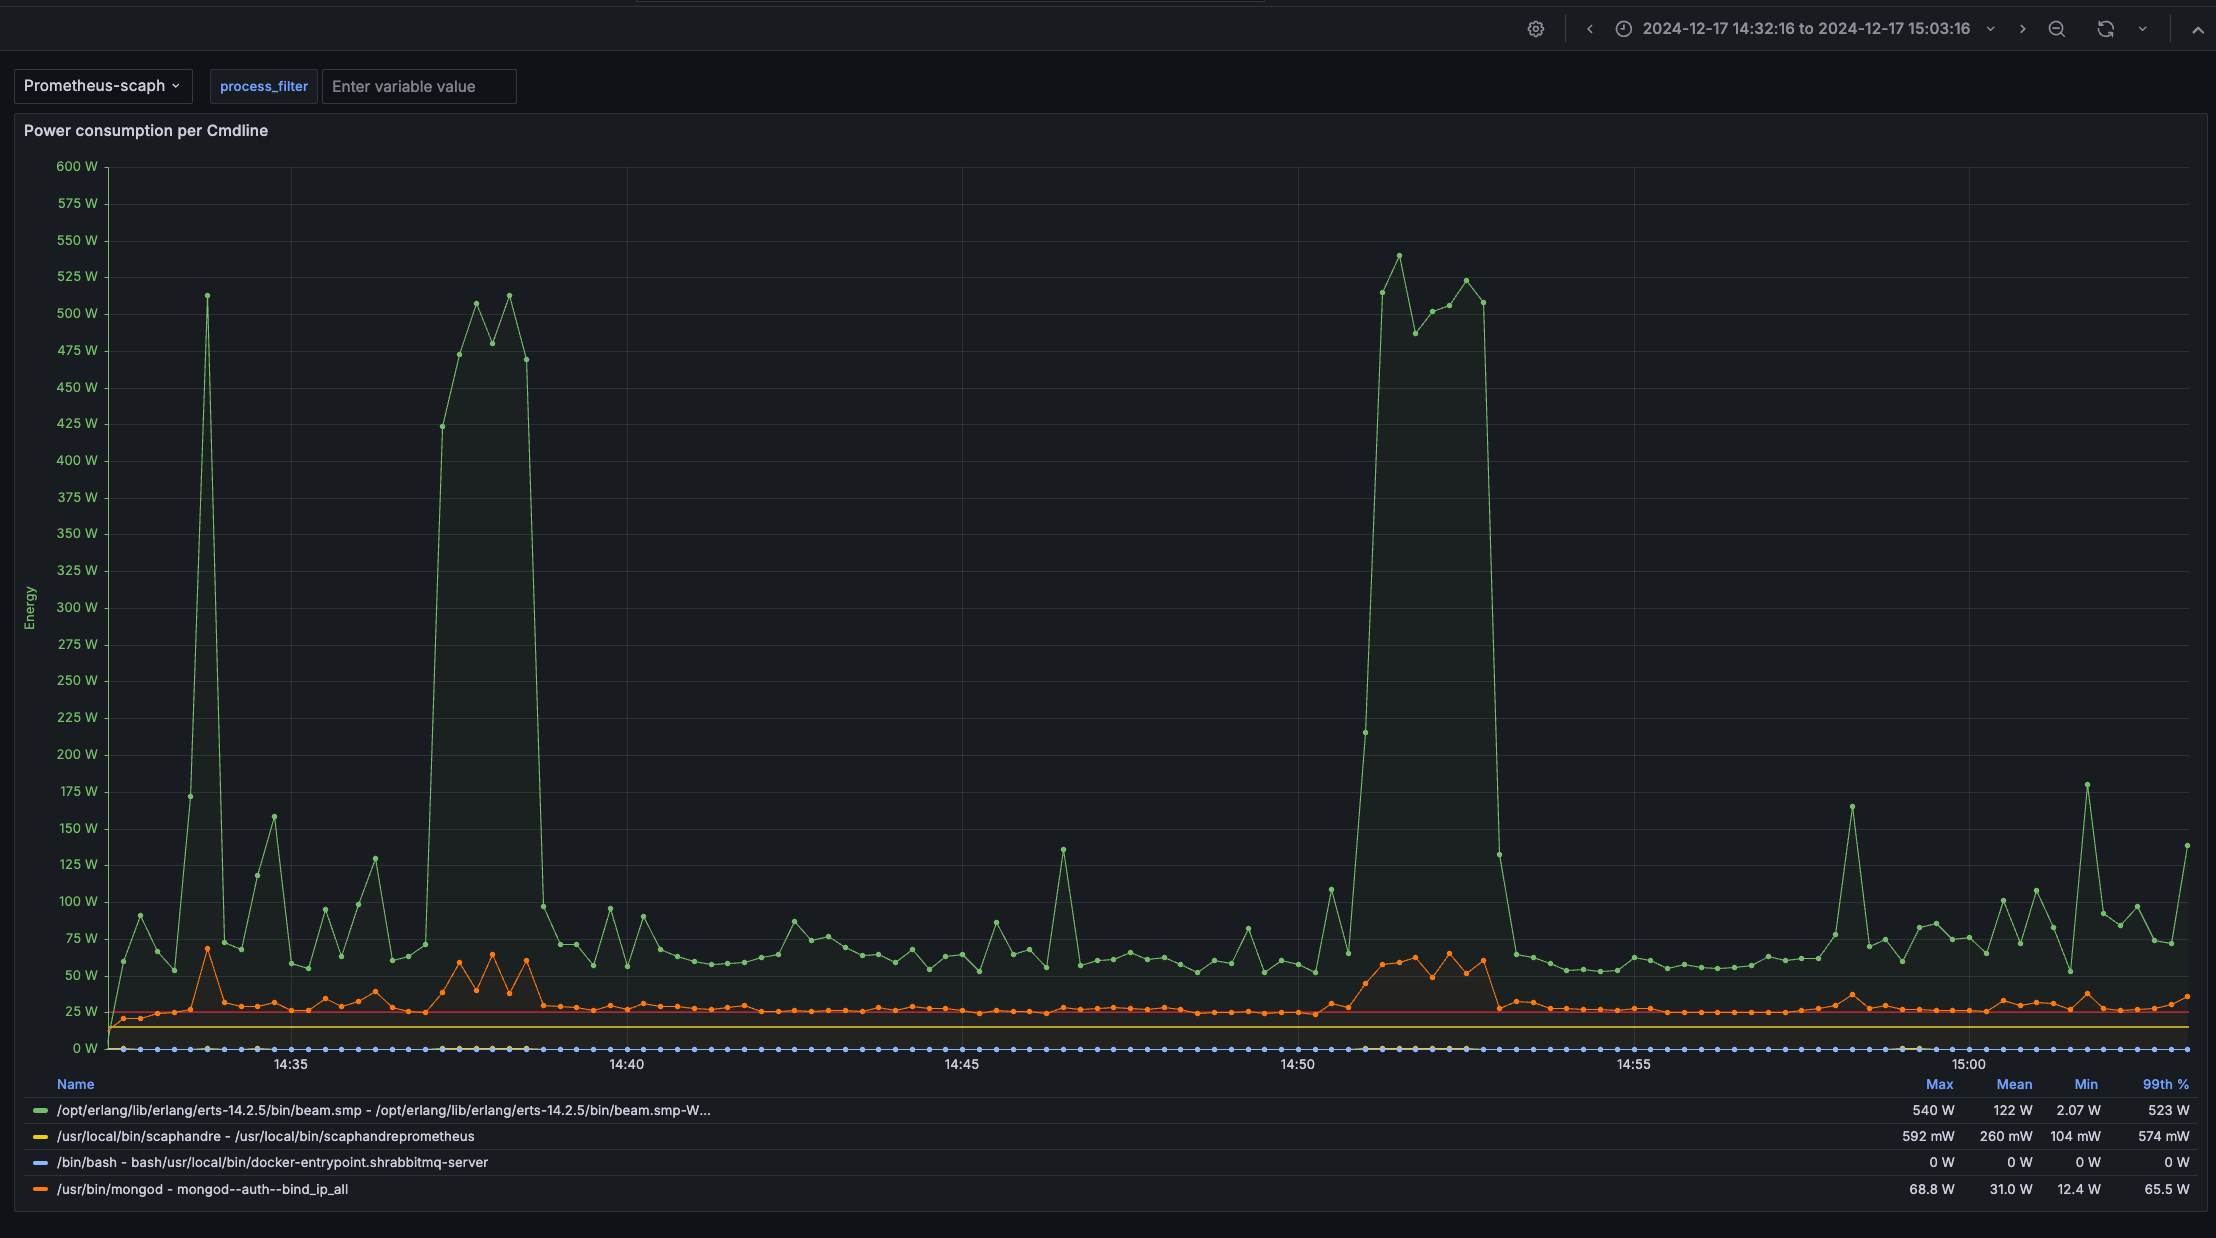 2024-12-17 14:32:16 to 2024-12-17 15:03:16
Prometheus-scaph process_filter Enter variable value
Power consumption per Cmdline
600 W
575 W
550 W
525 W
500 W
475 W
450 W
425 W
400 W
375 W
350 W
325 W
300 W
275 W
250 W
225 W
200 W
175 W
150 W
125 W
100 W
75 W
50 W
25 W
0 W
Energy
14:35 14:40 14:45 14:50 14:55 15:00
Name Max Mean Min 99th %
/opt/erlang/lib/erlang/erts-14.2.5/bin/beam.smp - /opt/erlang/lib/erlang/erts-14.2.5/bin/beam.smp-W... 540 W 122 W 2.07 W 523 W
/usr/local/bin/scaphandre - /usr/local/bin/scaphandreprometheus 592 mW 260 mW 104 mW 574 mW
/bin/bash - bash/usr/local/bin/docker-entrypoint.shrabbitmq-server 0 W 0 W 0 W 0 W
/usr/bin/mongod - mongod--auth--bind_ip_all 68.8 W 31.0 W 12.4 W 65.5 W